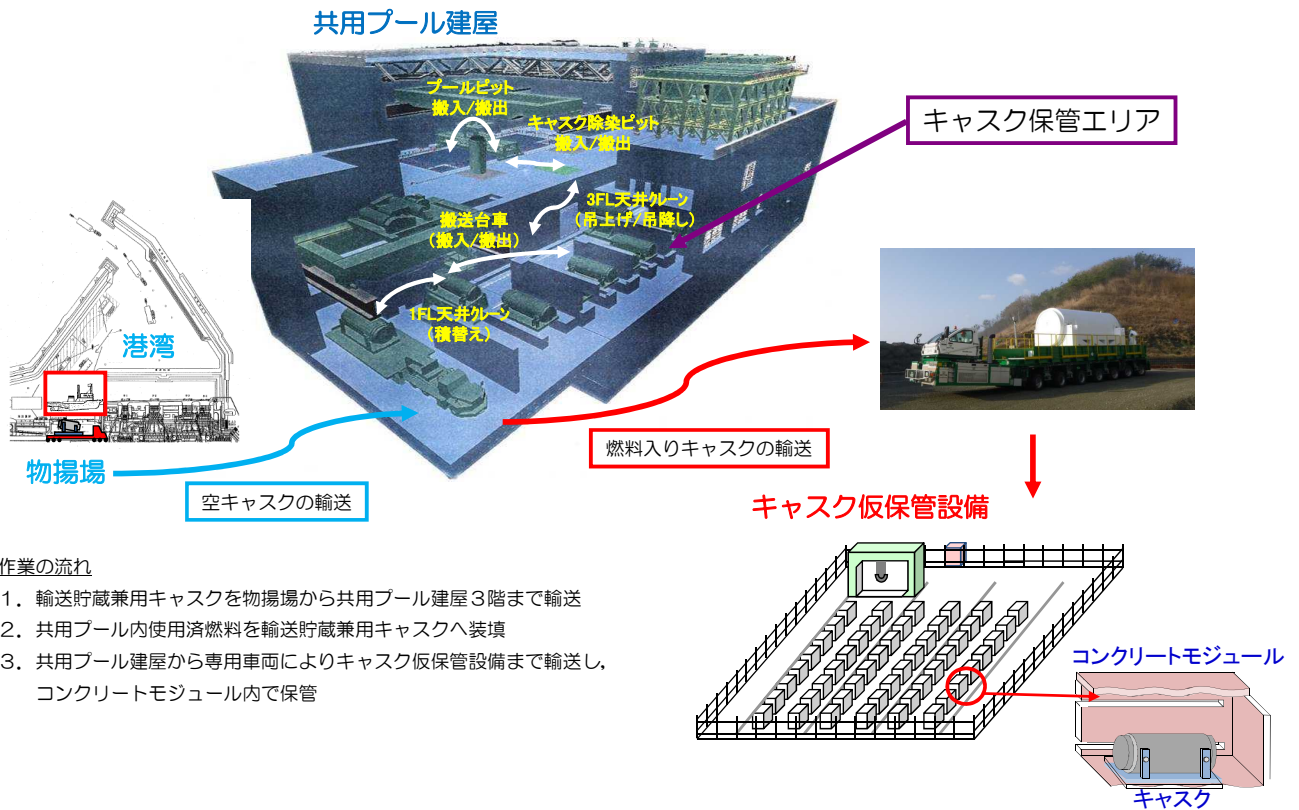 共用プール建屋
プールピット
搬入/搬出
キャスク除染ピット
搬入/搬出
キャスク保管エリア
3FL天井クレーン
(吊上げ/吊降し)
搬送台車
(搬入/搬出)
1FL天井クレーン
(積替え)
港湾
物揚場
空キャスクの輸送
燃料入りキャスクの輸送
キャスク仮保管設備
作業の流れ
1．輸送貯蔵兼用キャスクを物揚場から共用プール建屋３階まで輸送
2．共用プール内使用済燃料を輸送貯蔵兼用キャスクへ装填
3．共用プール建屋から専用車両によりキャスク仮保管設備まで輸送し，
コンクリートモジュール内で保管
コンクリートモジュール
キャスク